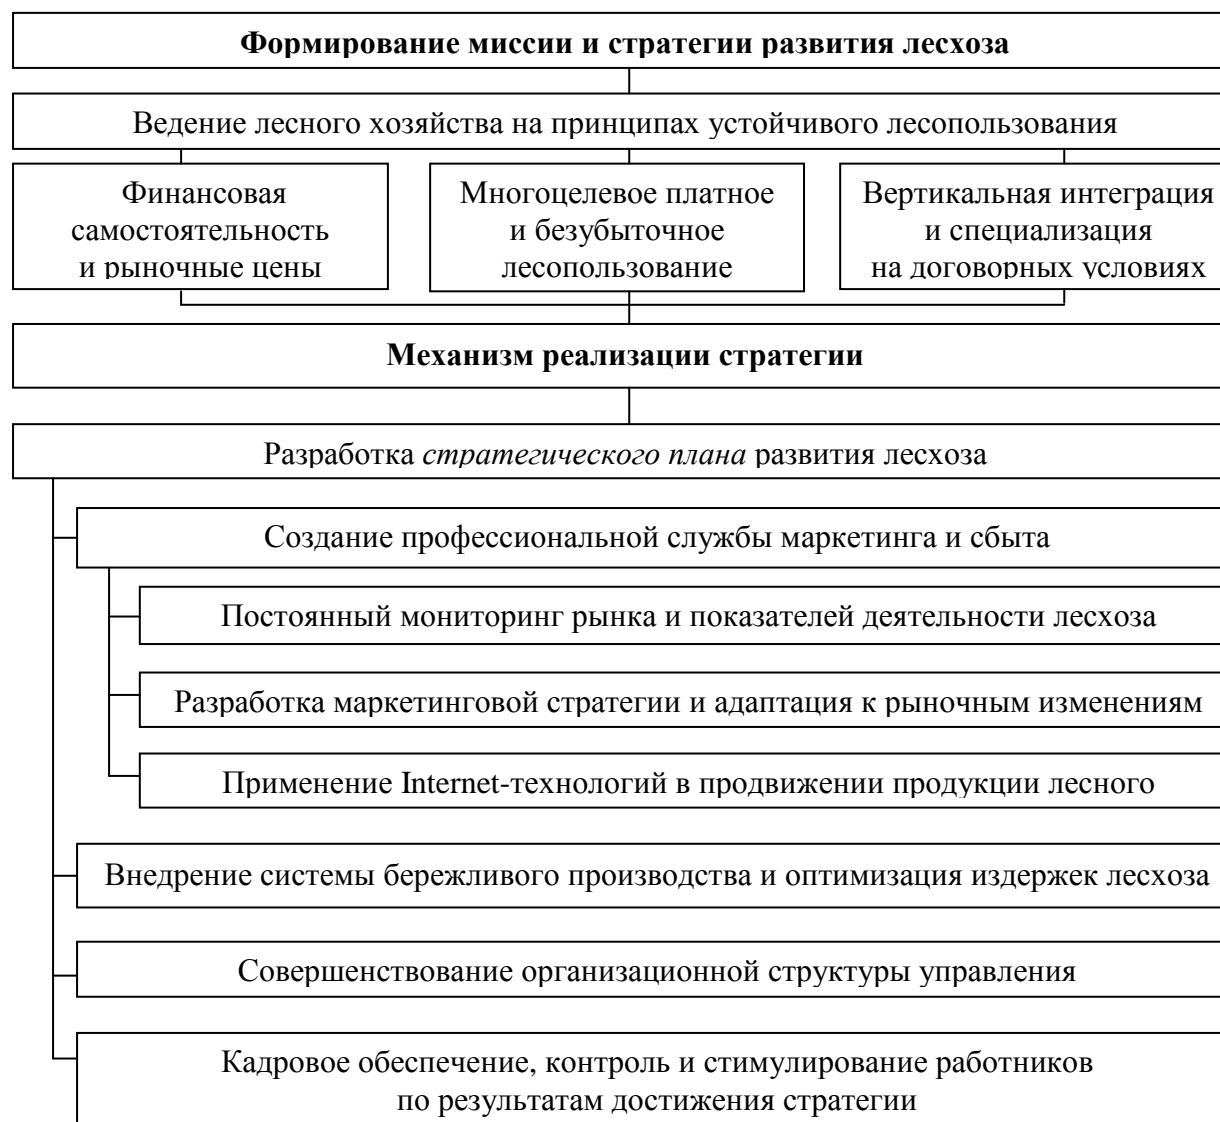 Формирование миссии и стратегии развития лесхоза
Ведение лесного хозяйства на принципах устойчивого лесопользования
Финансовая
самостоятельность
и рыночные цены
Многоцелевое платное
и безубыточное
лесопользование
Вертикальная интеграция
и специализация
на договорных условиях
Механизм реализации стратегии
Разработка стратегического плана развития лесхоза
Создание профессиональной службы маркетинга и сбыта
Постоянный мониторинг рынка и показателей деятельности лесхоза
Разработка маркетинговой стратегии и адаптация к рыночным изменениям
Применение Internet-технологий в продвижении продукции лесного
Внедрение системы бережливого производства и оптимизация издержек лесхоза
Совершенствование организационной структуры управления
Кадровое обеспечение, контроль и стимулирование работников
по результатам достижения стратегии